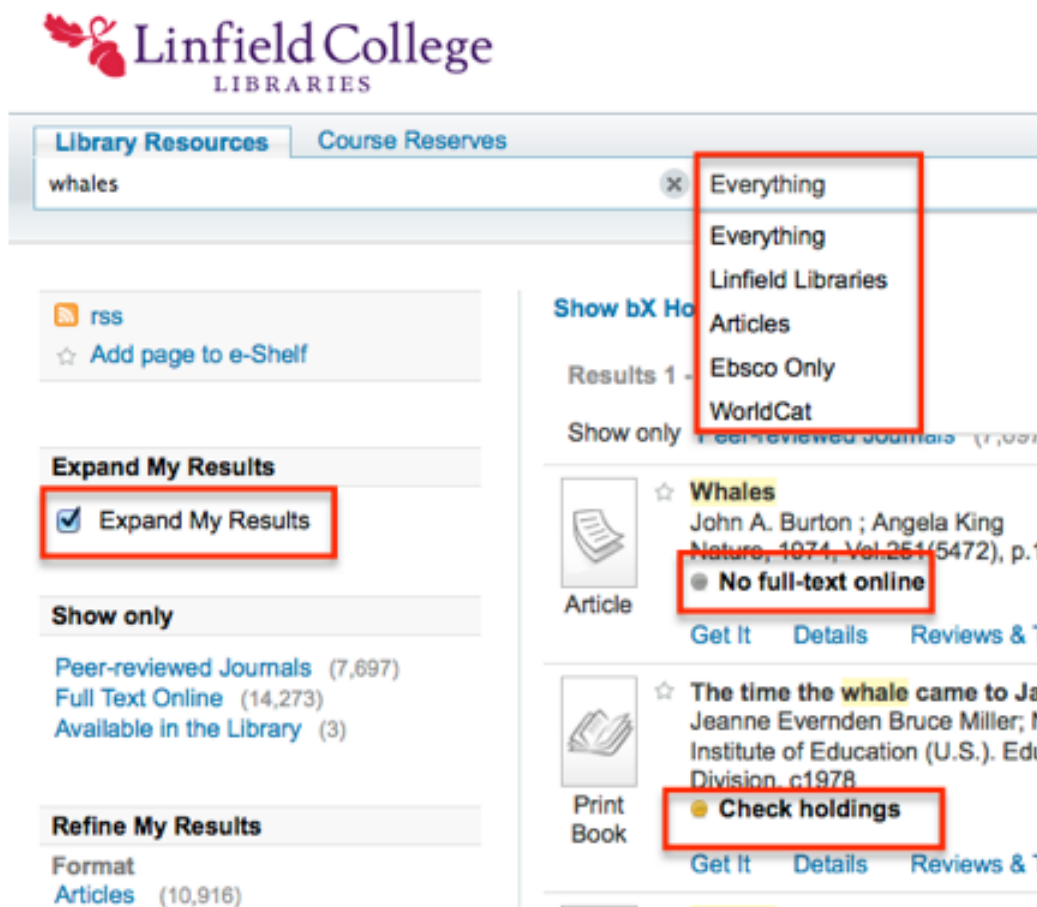 Linfield College
LIBRARIES
Library Resources
Course Reserves
whales
Everything
Everything
Linfield Libraries
Articles
Ebsco Only
WorldCat
rss
Add page to e-Shelf
Expand My Results
Expand My Results
Show only
Peer-reviewed Journals (7,697)
Full Text Online (14,273)
Available in the Library (3)
Refine My Results
Format
Articles (10,916)
Show bX
Results 1 -
Show only Peer-reviewed Journals
Article
Whales
John A. Burton ; Angela King
Nature, 1974, Vol.251(5472), p.
No full-text online
Get It Details Reviews &
Print
Book
The time the whale came to
Jeanne Evernden Bruce Miller;
Institute of Education (U.S.).
Division, c1978
Check holdings
Get It Details Reviews &